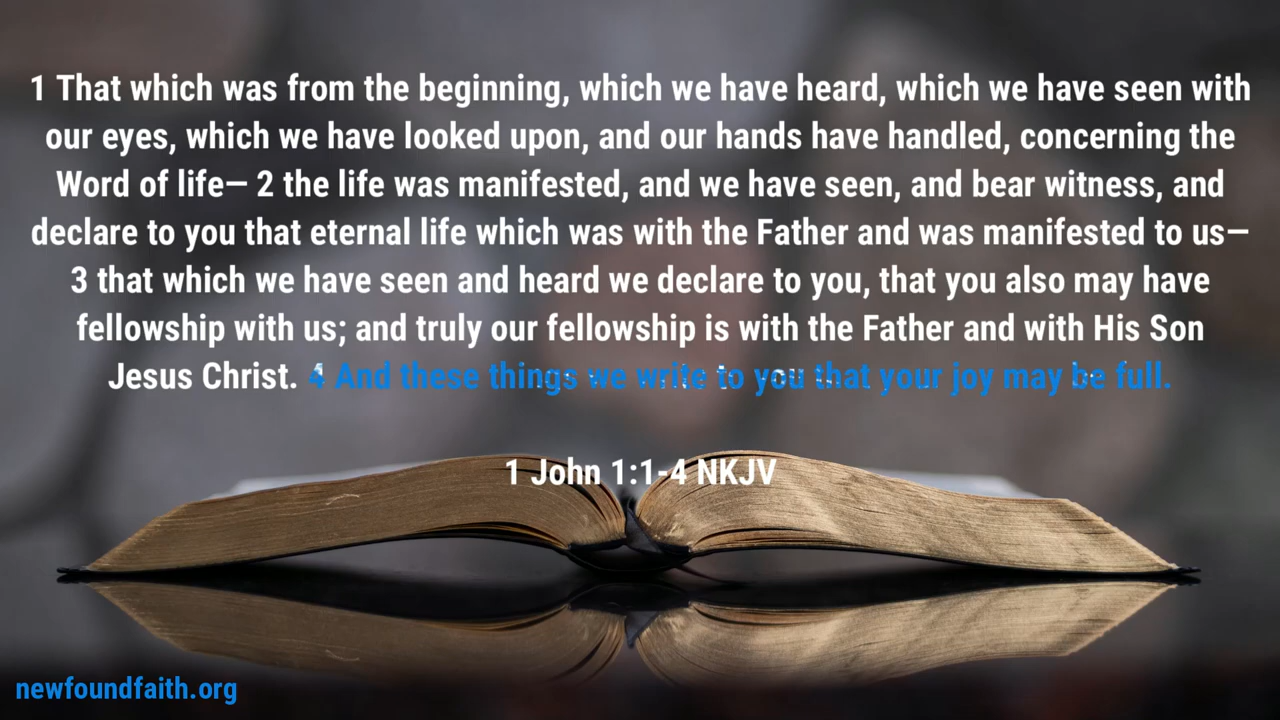 1 That which was from the beginning, which we have heard, which we have seen with
our eyes, which we have looked upon, and our hands have handled, concerning the
Word of life— 2 the life was manifested, and we have seen, and bear witness, and
declare to you that eternal life which was with the Father and was manifested to us—
3 that which we have seen and heard we declare to you, that you also may have
fellowship with us; and truly our fellowship is with the Father and with His Son
Jesus Christ. 4 And these things we write to you that your joy may be full.
1 John 1:1-4 NKJV
newfoundfaith.org